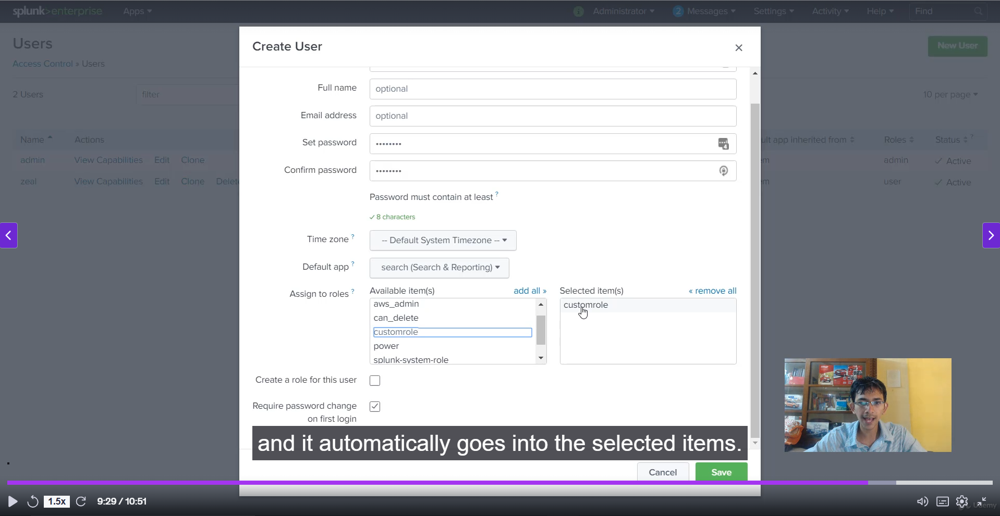 splunk>enterprise Apps Administrator 2 Messages Settings Activity Help Find
Users
New User
Access Control » Users
2 Users filter 10 per page
Name Actions ult app inherited from Roles Status ?
admin View Capabilities Edit Clone em admin Active
zeal View Capabilities Edit Clone Delete em user Active
Create User
Full name optional
Email address optional
Set password ••••••••
4
Confirm password ••••••••
Password must contain at least ?
✓ 8 characters
Time zone ? -- Default System Timezone --
Default app ? search (Search & Reporting)
Assign to roles ? Available item(s) add all » Selected item(s) « remove all
aws_admin
can_delete
customrole
power
splunk-system-role
customrole
Create a role for this user
Require password change
on first login
and it automatically goes into the selected items.
Cancel Save
1.5x 9:29 / 10:51
Udemy